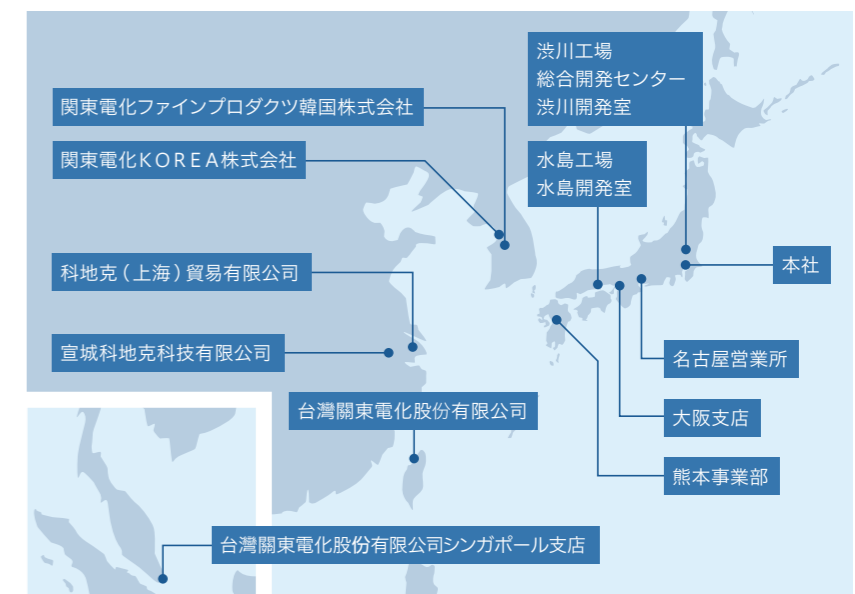 渋川工場
総合開発センター
渋川開発室
関東電化ファインプロダクツ韓国株式会社
関東電化KOREA株式会社
水島工場
水島開発室
本社
科地克（上海）貿易有限公司
宣城科地克科技有限公司
名古屋営業所
台灣關東電化股份有限公司
大阪支店
熊本事業部
台灣關東電化股份有限公司シンガポール支店